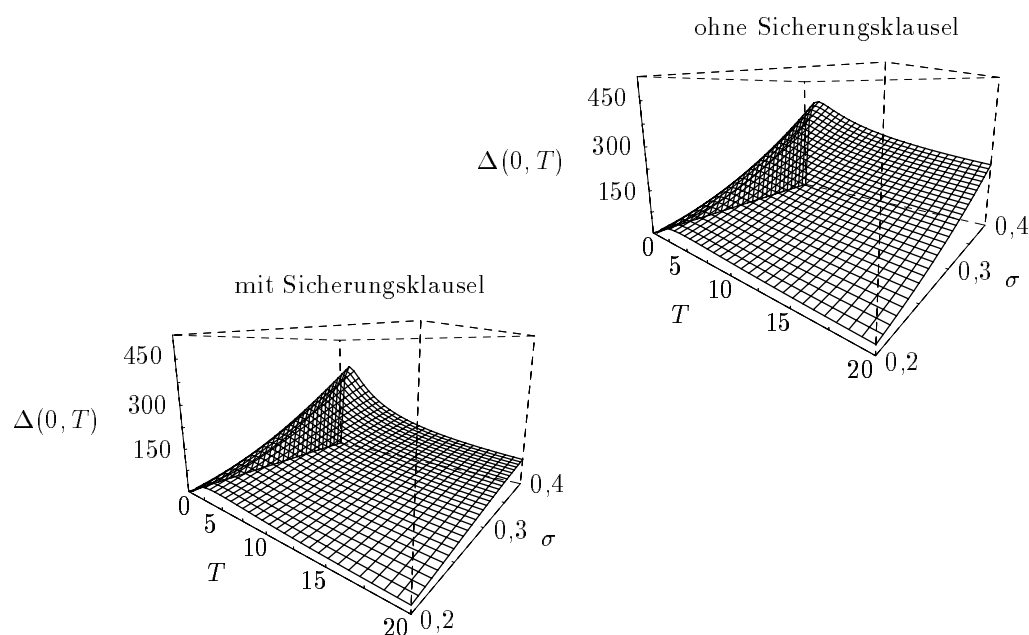 ohne Sicherungsklausel
450
300
150
Δ(0, T)
0
5
10
15
20
T
0,2
0,3
0,4
σ
mit Sicherungsklausel
450
300
150
Δ(0, T)
0
5
10
15
20
T
0,2
0,3
0,4
σ